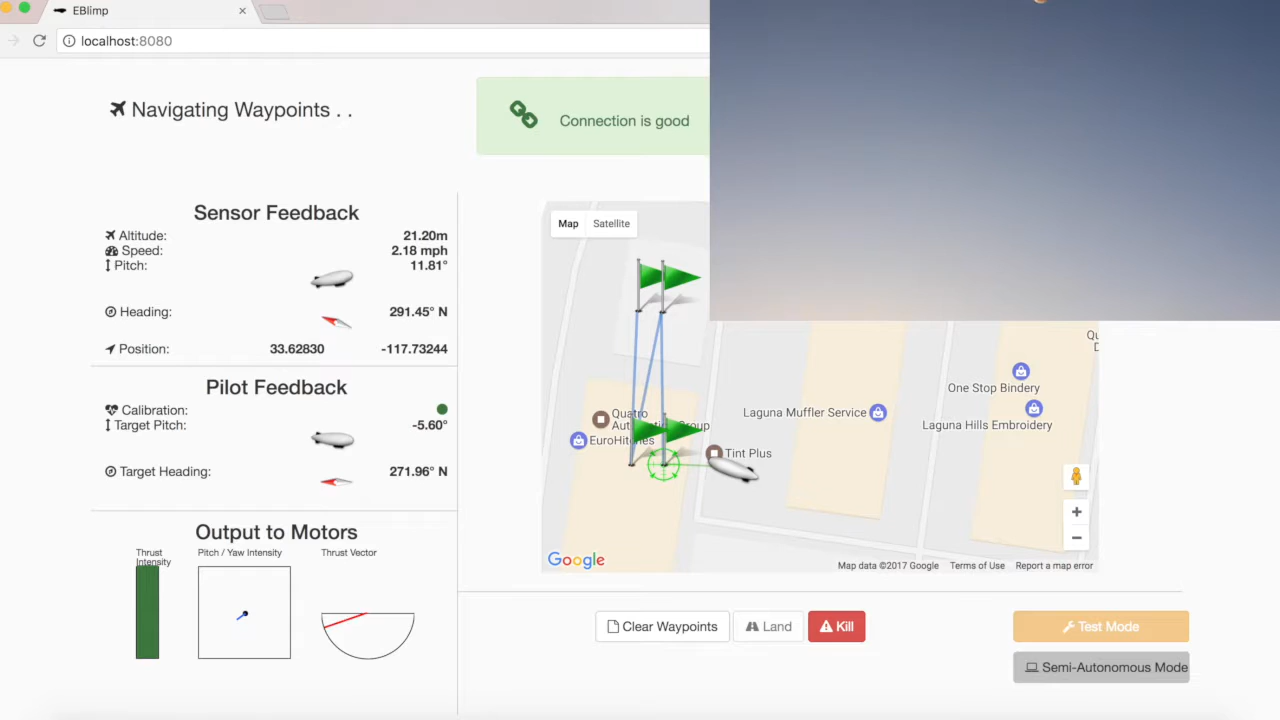 EBlimp
localhost:8080
Navigating Waypoints . .
Connection is good
Sensor Feedback
Altitude: 21.20m
Speed: 2.18 mph
Pitch: 11.81°
Heading: 291.45° N
Position: 33.62830 -117.73244
Pilot Feedback
Calibration:
Target Pitch: -5.60°
Target Heading: 271.96° N
Output to Motors
Thrust Intensity
Pitch / Yaw Intensity
Thrust Vector
Map Satellite
Quatro
Group
EuroHitches
Tint Plus
Laguna Muffler Service
One Stop Bindery
Laguna Hills Embroidery
Google
Map data ©2017 Google Terms of Use Report a map error
+
−
Clear Waypoints
Land
Kill
Test Mode
Semi-Autonomous Mode